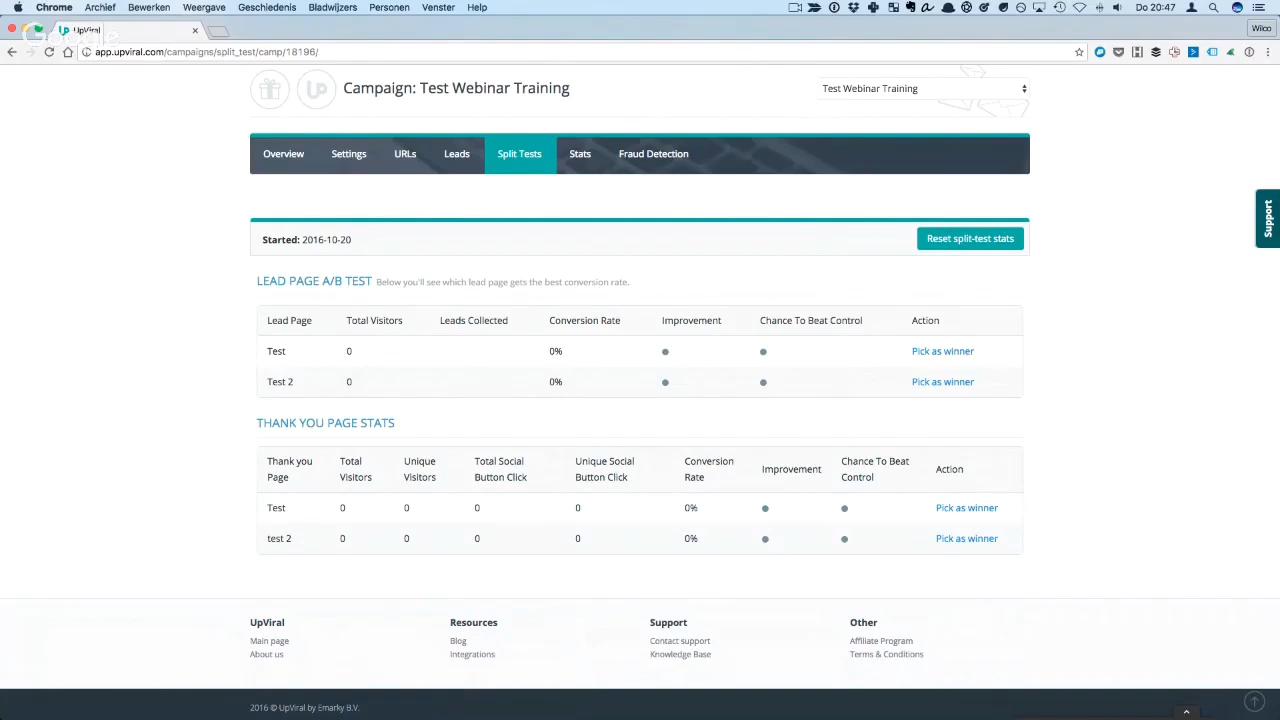 Chrome Archief Bewerken Weergave Geschiedenis Bladwijzers Personen Venster Help Do 20:47
UpViral Wilco
Google
app.upviral.com/campaigns/split_test/camp/18196/
UP Campaign: Test Webinar Training Test Webinar Training
Overview Settings URLs Leads Split Tests Stats Fraud Detection
Support
Started: 2016-10-20 Reset split-test stats
LEAD PAGE A/B TEST Below you'll see which lead page gets the best conversion rate.
Lead Page Total Visitors Leads Collected Conversion Rate Improvement Chance To Beat Control Action
Test 0 0% Pick as winner
Test 2 0 0% Pick as winner
THANK YOU PAGE STATS
Thank you Page Total Visitors Unique Visitors Total Social Button Click Unique Social Button Click Conversion Rate Improvement Chance To Beat Control Action
Test 0 0 0 0 0% Pick as winner
test 2 0 0 0 0 0% Pick as winner
UpViral Resources Support Other
Main page Blog Contact support Affiliate Program
About us Integrations Knowledge Base Terms & Conditions
2016 © UpViral by Emarky B.V.